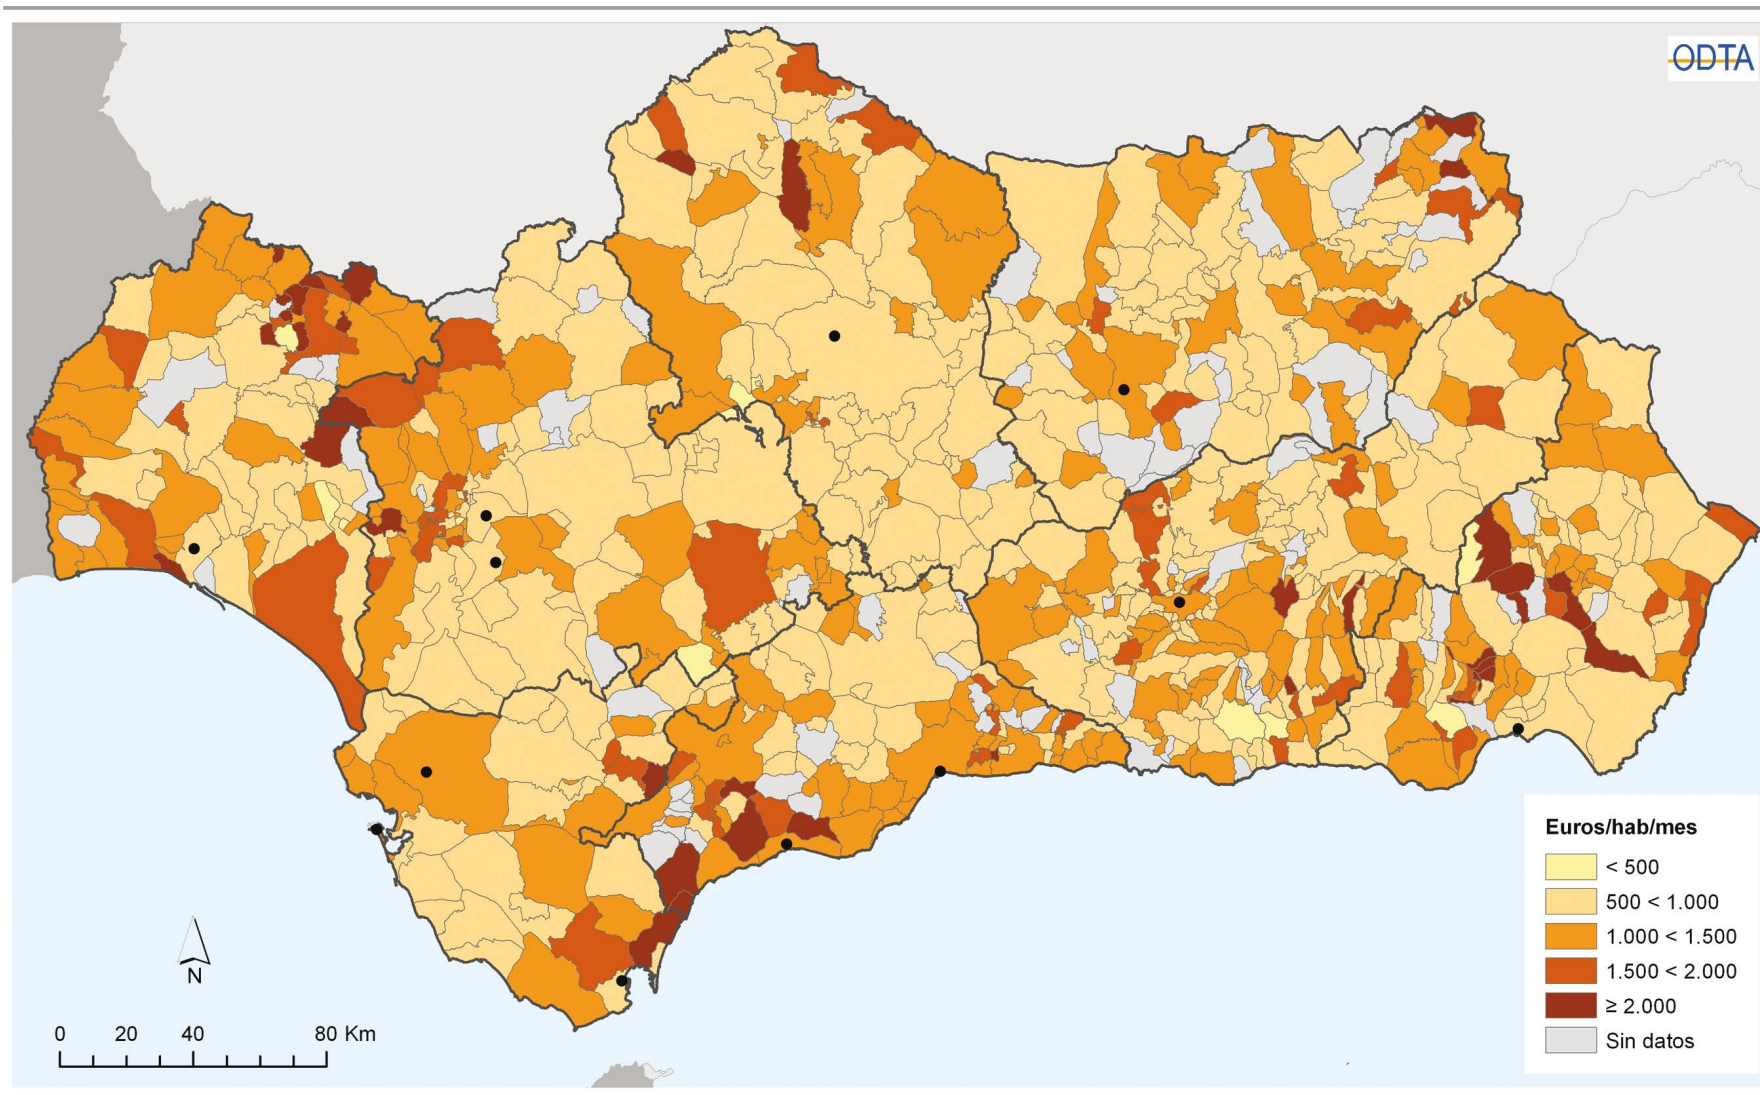 ODTA
Euros/hab/mes
< 500
500 < 1.000
1.000 < 1.500
1.500 < 2.000
≥ 2.000
Sin datos
N
0 20 40 80 Km